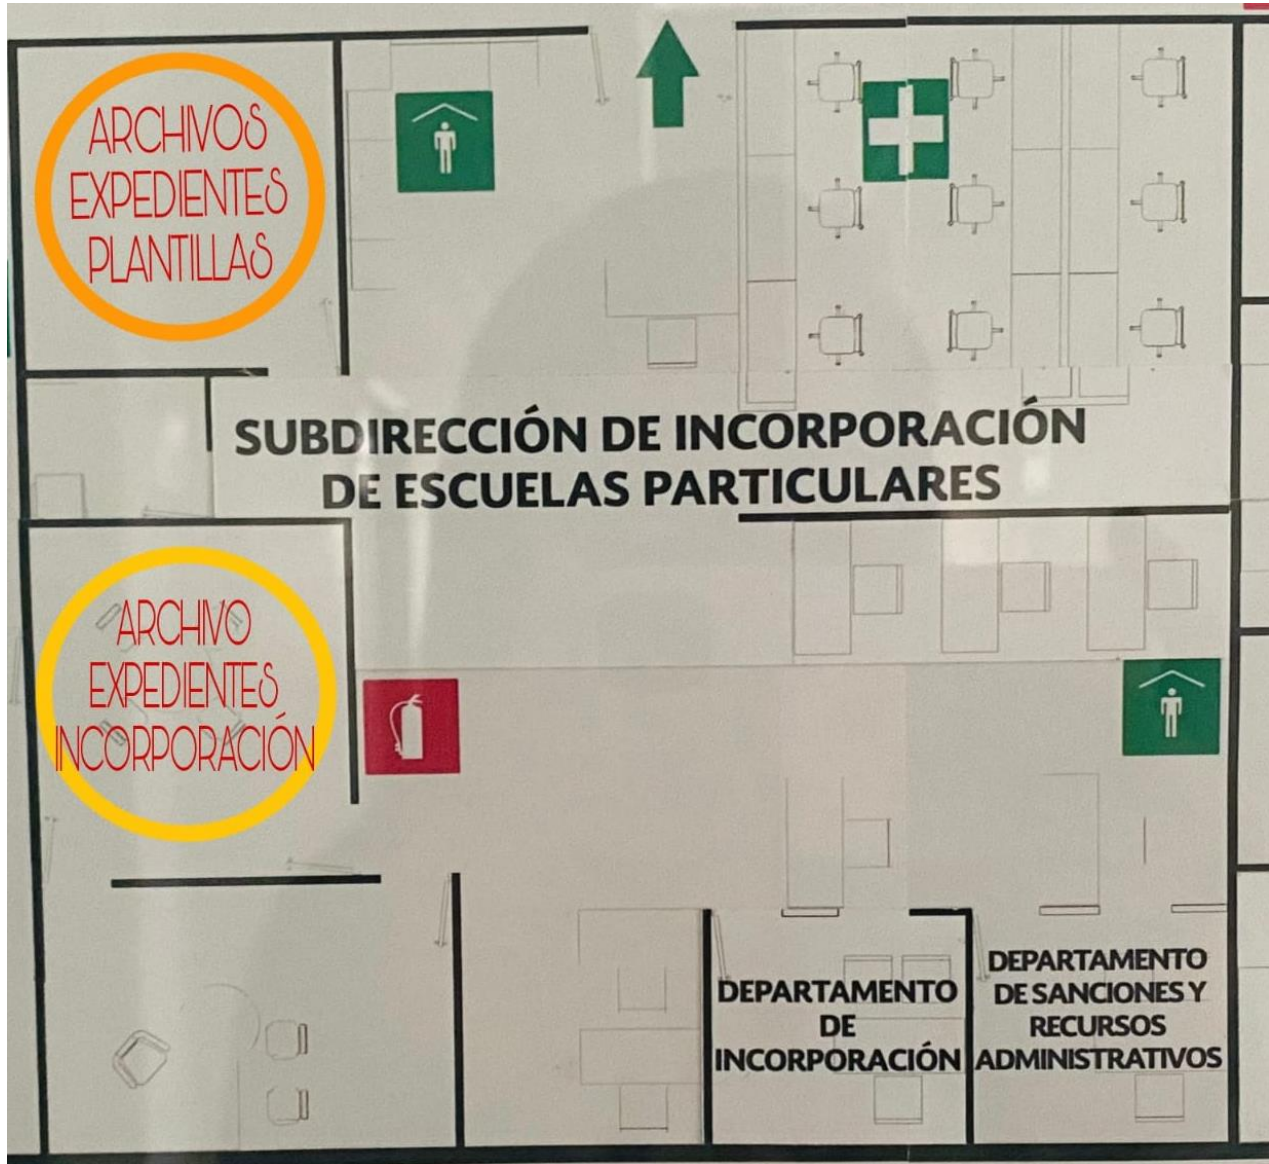 ARCHIVOS
EXPEDIENTES
PLANTILLAS
SUBDIRECCIÓN DE INCORPORACIÓN
DE ESCUELAS PARTICULARES
ARCHIVO
EXPEDIENTES
INCORPORACIÓN
DEPARTAMENTO
DE
INCORPORACIÓN
DEPARTAMENTO
DE SANCIONES Y
RECURSOS
ADMINISTRATIVOS